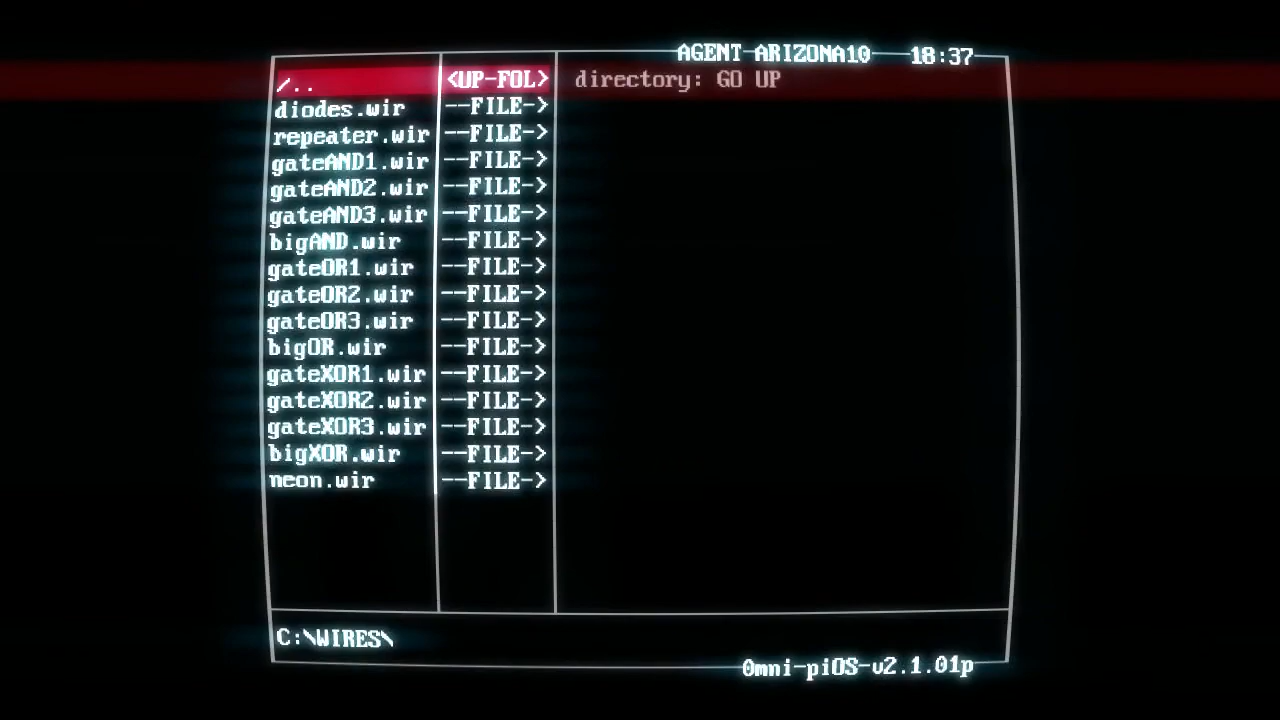 AGENT ARIZONA10 18:37
/.. <UP-FOL> directory: GO UP
diodes.wir --FILE->
repeater.wir --FILE->
gateAND1.wir --FILE->
gateAND2.wir --FILE->
gateAND3.wir --FILE->
bigAND.wir --FILE->
gateOR1.wir --FILE->
gateOR2.wir --FILE->
gateOR3.wir --FILE->
bigOR.wir --FILE->
gateXOR1.wir --FILE->
gateXOR2.wir --FILE->
gateXOR3.wir --FILE->
bigXOR.wir --FILE->
neon.wir --FILE->
C:\WIRES\
0mni-piOS-v2.1.01p